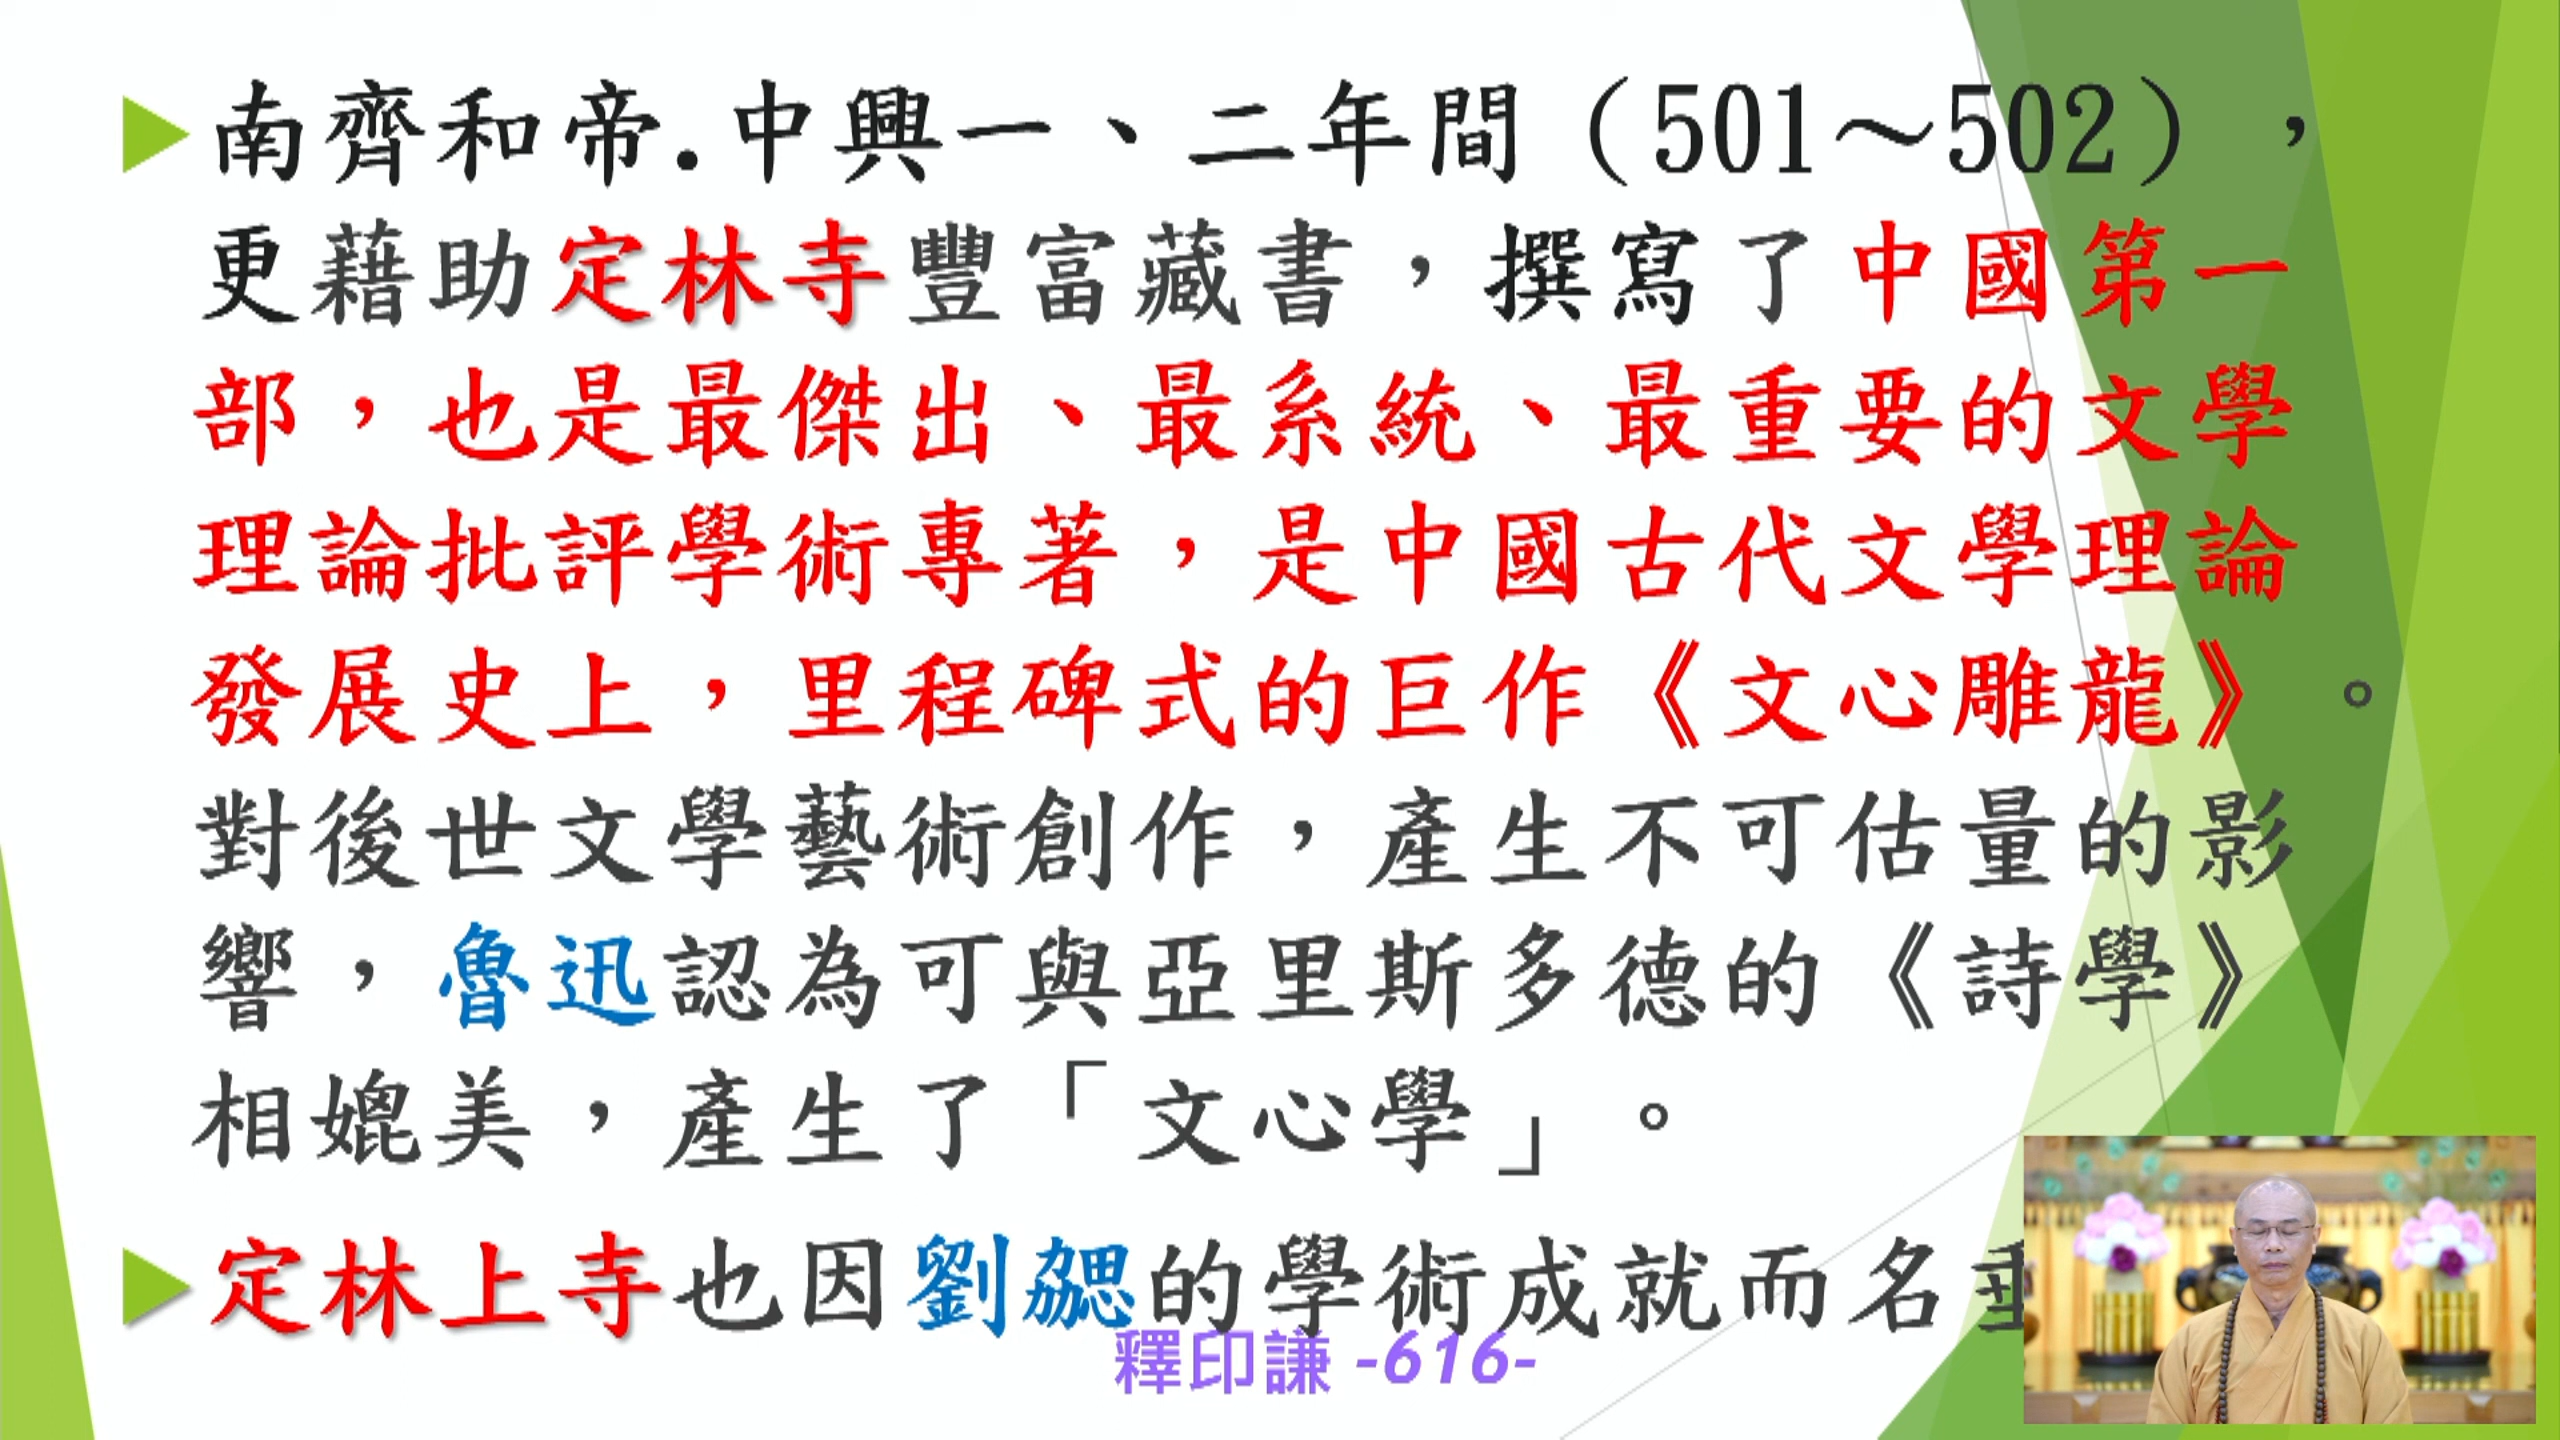 南齊和帝.中興一、二年間（501～502），
更藉助定林寺豐富藏書，撰寫了中國第一
部，也是最傑出、最系統、最重要的文學
理論批評學術專著，是中國古代文學理論
發展史上，里程碑式的巨作《文心雕龍》。
對後世文學藝術創作，產生不可估量的影
響，魯迅認為可與亞里斯多德的《詩學》
相媲美，產生了「文心學」。
定林上寺也因劉勰的學術成就而名垂
釋印謙 -616-